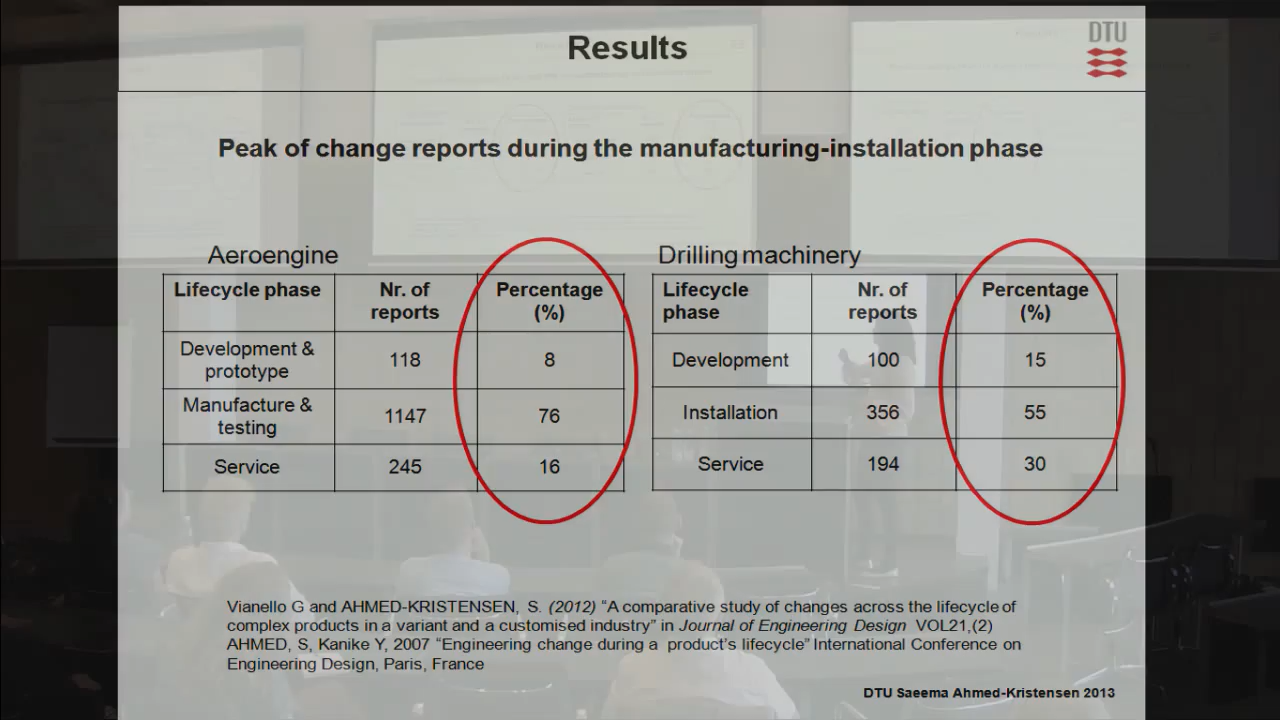 Results
DTU
Peak of change reports during the manufacturing-installation phase
Aeroengine
Lifecycle phase Nr. of reports Percentage (%)
Development & prototype 118 8
Manufacture & testing 1147 76
Service 245 16
Drilling machinery
Lifecycle phase Nr. of reports Percentage (%)
Development 100 15
Installation 356 55
Service 194 30
Vianello G and AHMED-KRISTENSEN, S. (2012) “A comparative study of changes across the lifecycle of
complex products in a variant and a customised industry” in Journal of Engineering Design VOL21,(2)
AHMED, S, Kanike Y, 2007 “Engineering change during a product’s lifecycle” International Conference on
Engineering Design, Paris, France
DTU Saeema Ahmed-Kristensen 2013